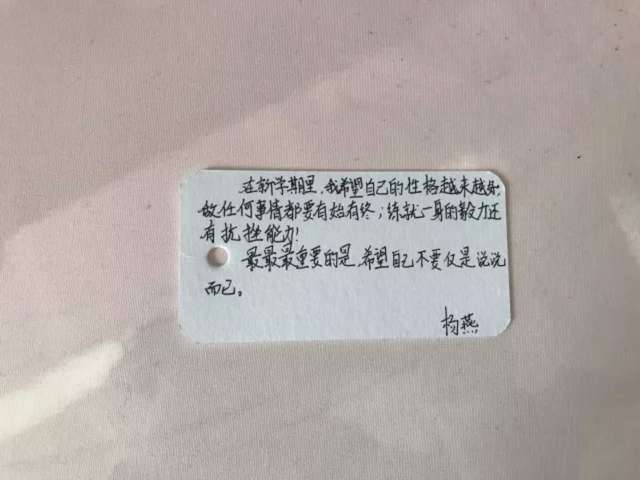 在新学期里,我希望自己的性格越来越好,
做任何事情都要有始有终;练就一身的毅力还
有抗挫能力!
最最最重要的是,希望自己不要仅是说说
而已。
杨燕